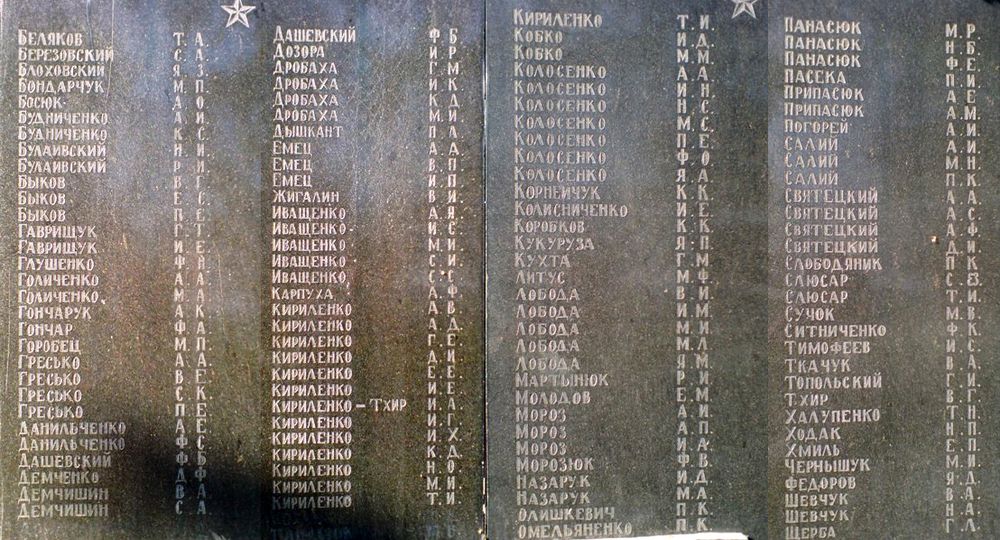 БЕЛЯКОВ Т. А.
БЕРЕЗОВСКИЙ С. А.
БЛОХОВСКИЙ Я. З.
БОНДАРЧУК М. П.
БОСЮК А. О.
БУДНИЧЕНКО А. И.
БУДНИЧЕНКО К. С.
БУЛАИВСКИЙ Н. И.
БУЛАИВСКИЙ Р. И.
БЫКОВ В. Г.
БЫКОВ Е. С.
БЫКОВ П. Е.
ГАВРИЩУК Г. Т.
ГАВРИЩУК И. Е.
ГЛУШЕНКО Ф. Н.
ГОЛИЧЕНКО А. А.
ГОЛИЧЕНКО М. А.
ГОНЧАРУК А. К.
ГОНЧАР Ф. А.
ГОРОБЕЦ М. П.
ГРЕСЬКО А. А.
ГРЕСЬКО В. Е.
ГРЕСЬКО С. К.
ГРЕСЬКО П. Е.
ДАНИЛЬЧЕНКО А. Е.
ДАНИЛЬЧЕНКО Ф. С.
ДАШЕВСКИЙ Ф. Ф.
ДЕМЧЕНКО Д. Ф.
ДЕМЧИШИН В. А.
ДЕМЧИШИН С. А.
ДАШЕВСКИЙ Ф. Б.
ДОЗОРА И. Р.
ДРОБАХА Г. М.
ДРОБАХА И. К.
ДРОБАХА К. Д.
ДРОБАХА М. И.
ДЫШКАНТ П. А.
ЕМЕЦ А. А.
ЕМЕЦ В. П.
ЕМЕЦ И. И.
ЖИГАЛИН В. И.
ИВАЩЕНКО А. Я.
ИВАЩЕНКО И. С.
ИВАЩЕНКО М. И.
ИВАЩЕНКО С. И.
ИВАЩЕНКО С. С.
КАРПУХА А. Ф.
КИРИЛЕНКО А. В.
КИРИЛЕНКО А. Д.
КИРИЛЕНКО Г. Е.
КИРИЛЕНКО Д. И.
КИРИЛЕНКО Е. Е.
КИРИЛЕНКО И. Е.
КИРИЛЕНКО – ТХИР И. А.
КИРИЛЕНКО И. Г.
КИРИЛЕНКО И. Х.
КИРИЛЕНКО К. Д.
КИРИЛЕНКО Н. О.
КИРИЛЕНКО М. И.
КИРИЛЕНКО Т. И.
КИРИЛЕНКО Т. И.
КОБКО И. Д.
КОБКО М. М.
КОЛОСЕНКО А. А.
КОЛОСЕНКО И. Н.
КОЛОСЕНКО Н. С.
КОЛОСЕНКО М. С.
КОЛОСЕНКО П. Е.
КОЛОСЕНКО Ф. О.
КОЛОСЕНКО Я. А.
КОРНЕЙЧУК К. К.
КОЛИСНИЧЕНКО И. Е.
КОРОБКОВ К. К.
КУКУРУЗА Я. П.
КУХТА Г. М.
ЛИТУС М. Ф.
ЛОБОДА В. И.
ЛОБОДА И. М.
ЛОБОДА М. И.
ЛОБОДА М. Л.
ЛОБОДА Я. М.
МАРТЫНЮК Р. И.
МОЛОДОВ Е. М.
МОРОЗ А. И.
МОРОЗ И. П.
МОРОЗ И. А.
МОРОЗЮК Ф. В.
НАЗАРУК И. Д.
НАЗАРУК М. А.
ОЛИШКЕВИЧ П. К.
ОМЕЛЬЯНЕНКО П. К.
ПАНАСЮК М. Р.
ПАНАСЮК Н. Б.
ПАНАСЮК Ф. Е.
ПАСЕКА П. И.
ПРИПАСЮК А. Е.
ПРИПАСЮК А. М.
ПОГОРЕЙ А. И.
САЛИЙ А. И.
САЛИЙ М. Н.
САЛИЙ П. К.
СВЯТЕЦКИЙ А. А.
СВЯТЕЦКИЙ А. С.
СВЯТЕЦКИЙ А. Ф.
СВЯТЕЦКИЙ Д. И.
СЛОБОДЯНИК П. К.
СЛЮСАР С.
СЛЮСАР Т. И.
СУЧОК М. В.
СИТНИЧЕНКО Ф. К.
ТИМОФЕЕВ И. С.
ТКАЧУК В. А.
ТОПОЛЬСКИЙ Г. И.
ТХИР В. Г.
ХАЛУПЕНКО Т. Н.
ХОДАК Н. П.
ХМИЛЬ Е. П.
ЧЕРНЫШУК М. И.
ФЕДОРОВ Я. Д.
ШЕВЧУК В. А.
ШЕВЧУК Н. А.
ЩЕРБА Г. Л.